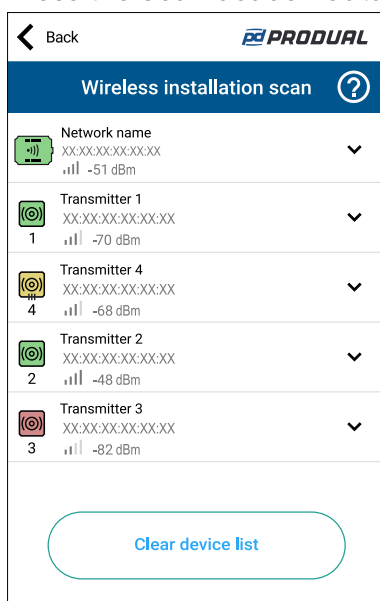 Back
pd PRODUAL
Wireless installation scan ?
Network name
XX:XX:XX:XX:XX:XX
-51 dBm
Transmitter 1
XX:XX:XX:XX:XX:XX
1 -70 dBm
Transmitter 4
XX:XX:XX:XX:XX:XX
4 -68 dBm
Transmitter 2
XX:XX:XX:XX:XX:XX
2 -48 dBm
Transmitter 3
XX:XX:XX:XX:XX:XX
3 -82 dBm
Clear device list